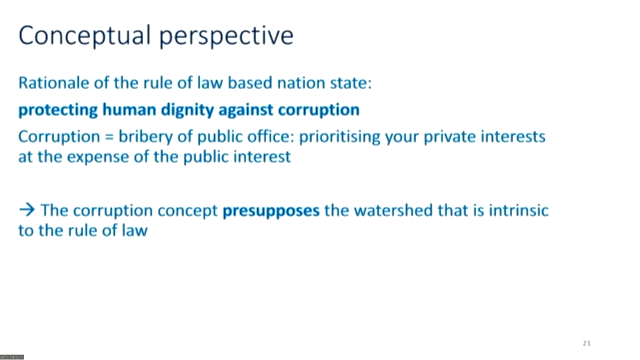 Conceptual perspective
Rationale of the rule of law based nation state:
protecting human dignity against corruption
Corruption = bribery of public office: prioritising your private interests
at the expense of the public interest
→ The corruption concept presupposes the watershed that is intrinsic
to the rule of law
21